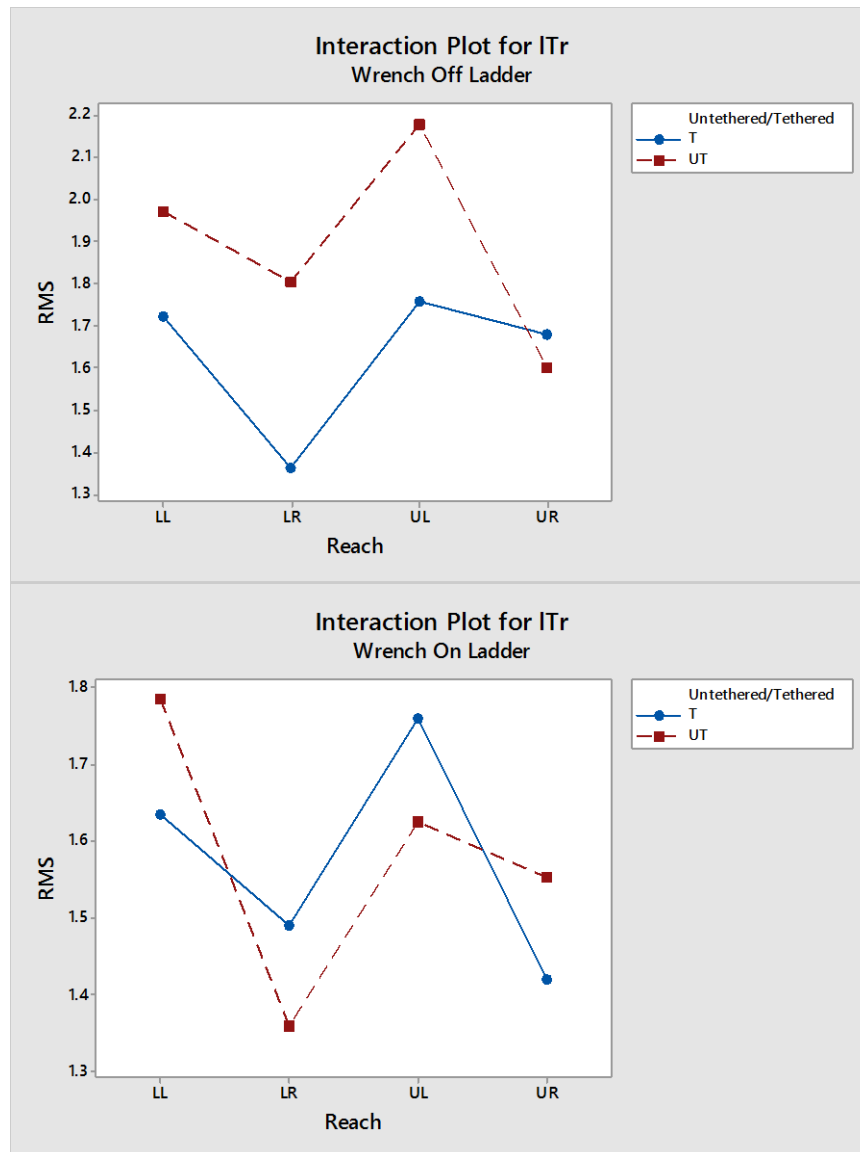 Interaction Plot for lTr
Wrench Off Ladder
2.2
2.1
2.0
1.9
1.8
1.7
1.6
1.5
1.4
1.3
RMS
LL LR UL UR
Reach
Untethered/Tethered
T
UT
Interaction Plot for lTr
Wrench On Ladder
1.8
1.7
1.6
1.5
1.4
1.3
RMS
LL LR UL UR
Reach
Untethered/Tethered
T
UT